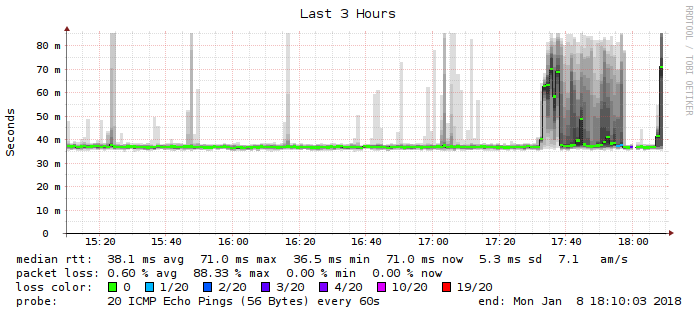 Last 3 Hours
RRDTOOL / TOBI OETIKER
Seconds
80 m
70 m
60 m
50 m
40 m
30 m
20 m
10 m
0
15:20 15:40 16:00 16:20 16:40 17:00 17:20 17:40 18:00
median rtt: 38.1 ms avg 71.0 ms max 36.5 ms min 71.0 ms now 5.3 ms sd 7.1 am/s
packet loss: 0.60 % avg 88.33 % max 0.00 % min 0.00 % now
loss color: 0 1/20 2/20 3/20 4/20 10/20 19/20
probe: 20 ICMP Echo Pings (56 Bytes) every 60s end: Mon Jan 8 18:10:03 2018